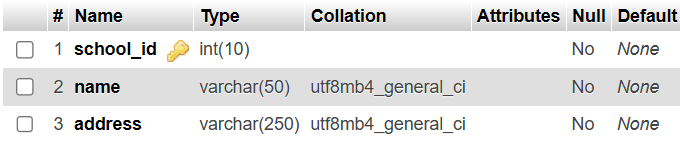 # Name Type Collation Attributes Null Default
1 school_id int(10) No None
2 name varchar(50) utf8mb4_general_ci No None
3 address varchar(250) utf8mb4_general_ci No None